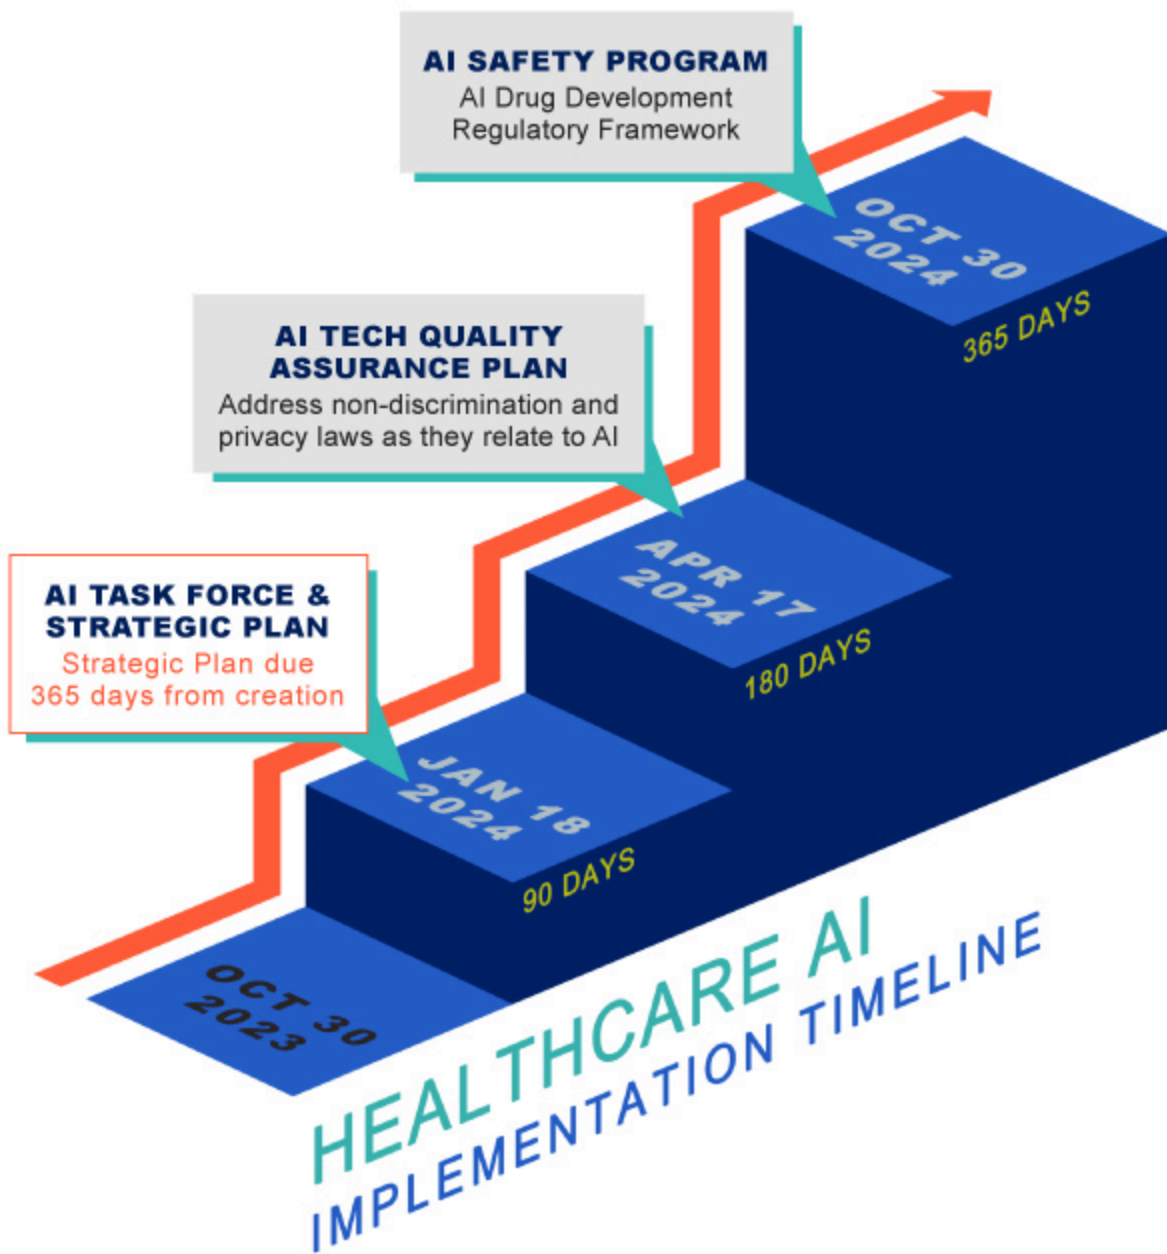 AI SAFETY PROGRAM
AI Drug Development
Regulatory Framework
OCT 30
2024
365 DAYS
AI TECH QUALITY
ASSURANCE PLAN
Address non-discrimination and
privacy laws as they relate to AI
APR 17
2024
180 DAYS
AI TASK FORCE &
STRATEGIC PLAN
Strategic Plan due
365 days from creation
JAN 18
2024
90 DAYS
OCT 30
2023
HEALTHCARE AI
IMPLEMENTATION TIMELINE